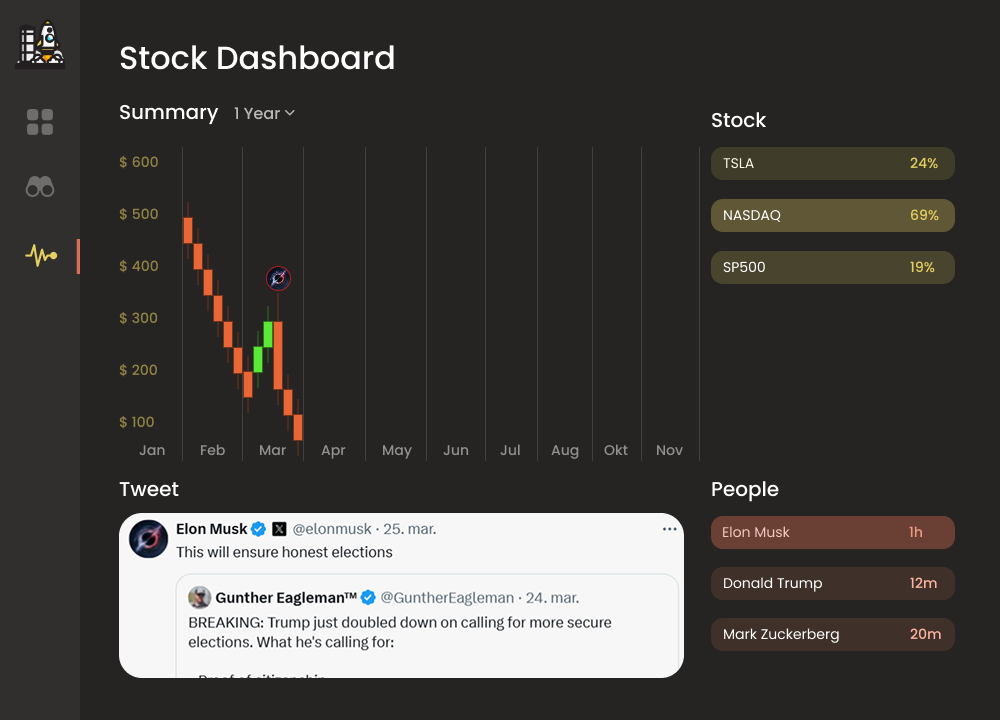 Stock Dashboard
Summary 1 Year
$ 600
$ 500
$ 400
$ 300
$ 200
$ 100
Jan Feb Mar Apr May Jun Jul Aug Okt Nov
Stock
TSLA 24%
NASDAQ 69%
SP500 19%
Tweet
Elon Musk @elonmusk · 25. mar. ···
This will ensure honest elections
Gunther Eagleman™ @GuntherEagleman · 24. mar.
BREAKING: Trump just doubled down on calling for more secure
elections. What he's calling for:
- Proof of citizenship
People
Elon Musk 1h
Donald Trump 12m
Mark Zuckerberg 20m